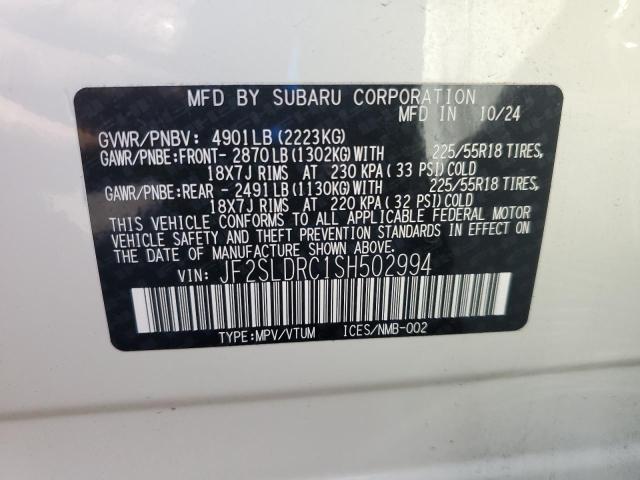 MFD BY SUBARU CORPORATION
MFD IN 10/24
GVWR/PNBV: 4901LB(2223KG)
GAWR/PNBE:FRONT- 2870LB(1302KG)WITH 225/55R18 TIRES,
18X7J RIMS AT 230 KPA(33 PSI)COLD
GAWR/PNBE:REAR - 2491LB(1130KG)WITH 225/55R18 TIRES,
18X7J RIMS AT 220 KPA(32 PSI)COLD
THIS VEHICLE CONFORMS TO ALL APPLICABLE FEDERAL MOTOR
VEHICLE SAFETY AND THEFT PREVENTION STANDARDS IN EFFECT ON
THE DATE OF MANUFACTURE SHOWN ABOVE.
VIN: JF2SLDRC1SH502994
TYPE:MPV/VTUM ICES/NMB-002